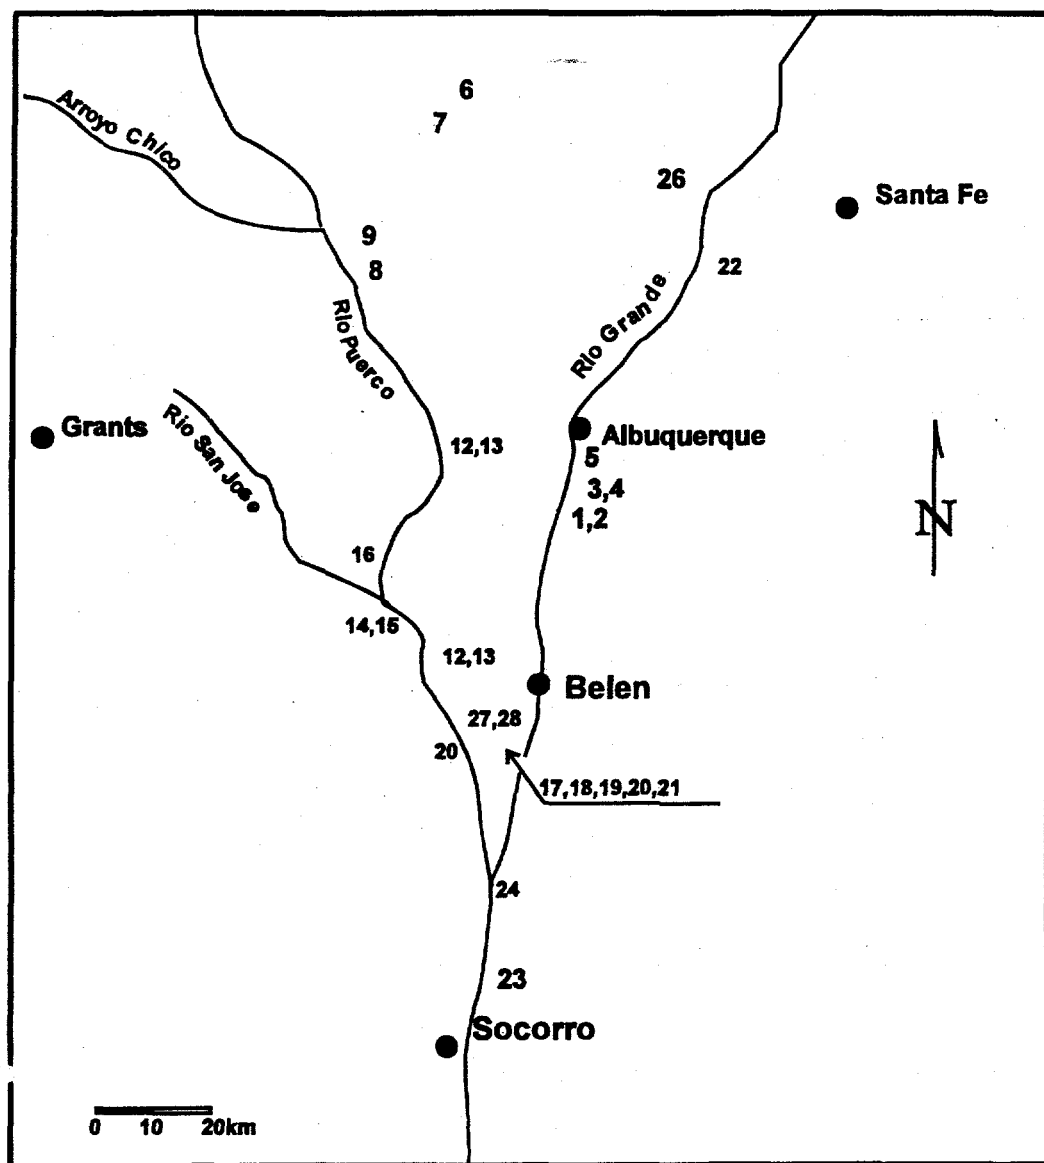 6
7
Arroyo Chico
26
Santa Fe
9
8
22
Rio Puerco
Rio Grande
Grants
Rio San Jose
12,13
Albuquerque
5
3,4
1,2
N
16
14,15
12,13
Belen
27,28
20
17,18,19,20,21
24
23
Socorro
0 10 20km